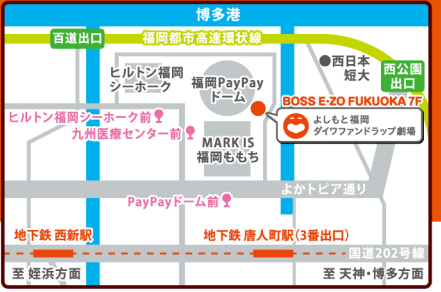 博多港
百道出口
福岡都市高速環状線
西日本
短大
西公園
出口
ヒルトン福岡
シーホーク
福岡PayPay
ドーム
BOSS E・ZO FUKUOKA 7F
よしもと福岡
ダイワファンドラップ劇場
ヒルトン福岡シーホーク前
九州医療センター前
MARK IS
福岡ももち
よかトピア通り
PayPayドーム前
地下鉄 西新駅
地下鉄 唐人町駅(3番出口)
国道202号線
至 姪浜方面
至 天神・博多方面